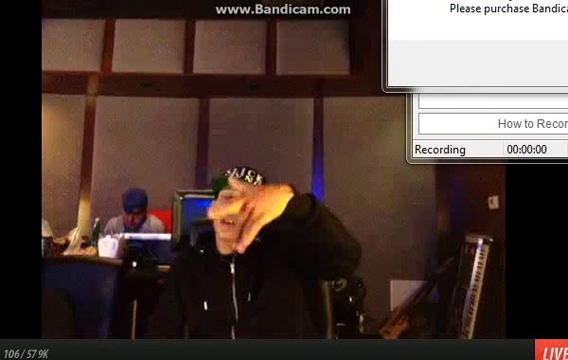 www.Bandicam.com
Please purchase Bandica
How to Recor
Recording 00:00:00
106 / 57.9K
LIVE